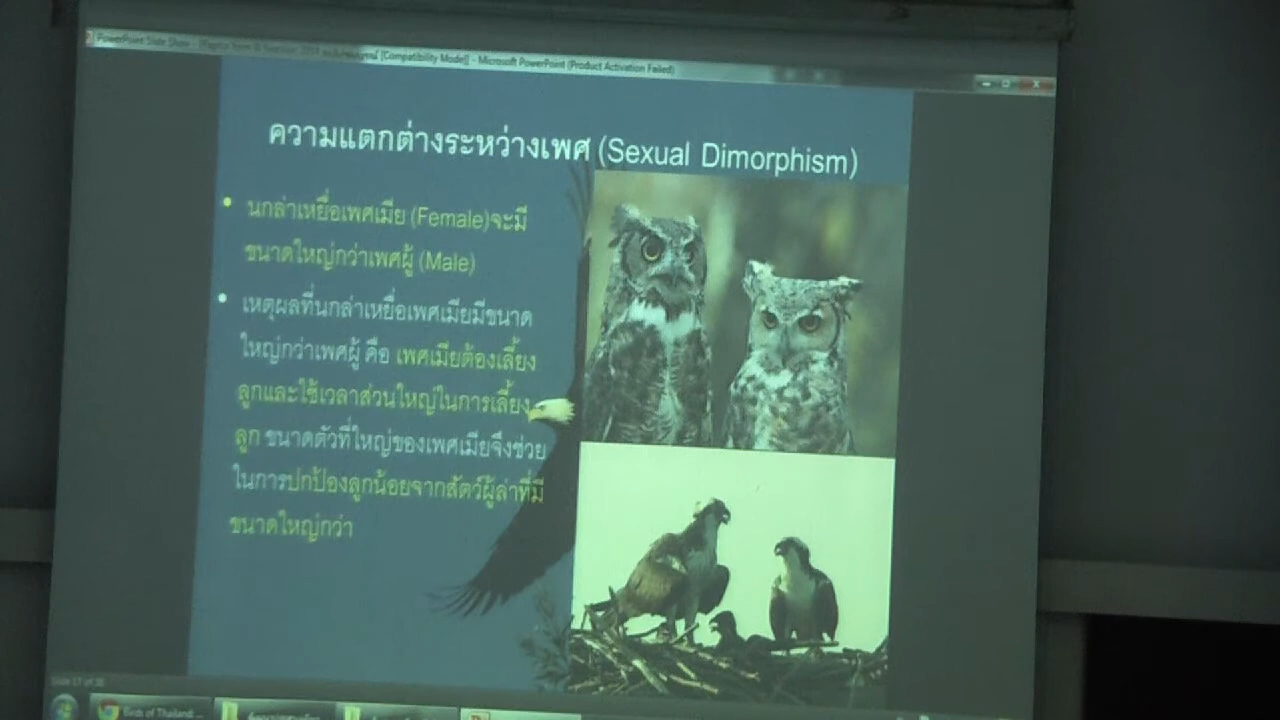 [Compatibility Mode] - Microsoft PowerPoint (Product Activation Failed)
ความแตกต่างระหว่างเพศ (Sexual Dimorphism)
นกล่าเหยื่อเพศเมีย (Female)จะมี
ขนาดใหญ่กว่าเพศผู้ (Male)
เหตุผลที่นกล่าเหยื่อเพศเมียมีขนาด
ใหญ่กว่าเพศผู้ คือ เพศเมียต้องเลี้ยง
ลูกและใช้เวลาส่วนใหญ่ในการเลี้ยง
ลูก ขนาดตัวที่ใหญ่ของเพศเมียจึงช่วย
ในการปกป้องลูกน้อยจากสัตว์ผู้ล่าที่มี
ขนาดใหญ่กว่า
Birds of Thailand:...